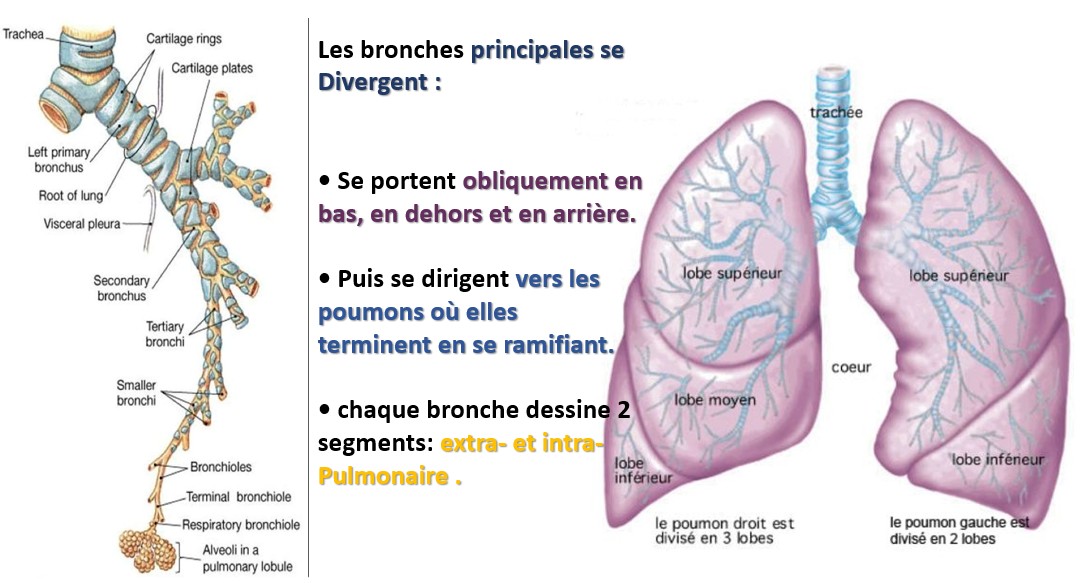 Trachea
Cartilage rings
Cartilage plates
Left primary
bronchus
Root of lung
Visceral pleura
Secondary
bronchus
Tertiary
bronchi
Smaller
bronchi
Bronchioles
Terminal bronchiole
Respiratory bronchiole
Alveoli in a
pulmonary lobule
Les bronches principales se
Divergent :
• Se portent obliquement en
bas, en dehors et en arrière.
• Puis se dirigent vers les
poumons où elles
terminent en se ramifiant.
• chaque bronche dessine 2
segments: extra- et intra-
Pulmonaire .
trachée
lobe supérieur
lobe supérieur
coeur
lobe moyen
lobe
inférieur
lobe inférieur
le poumon droit est
divisé en 3 lobes
le poumon gauche est
divisé en 2 lobes